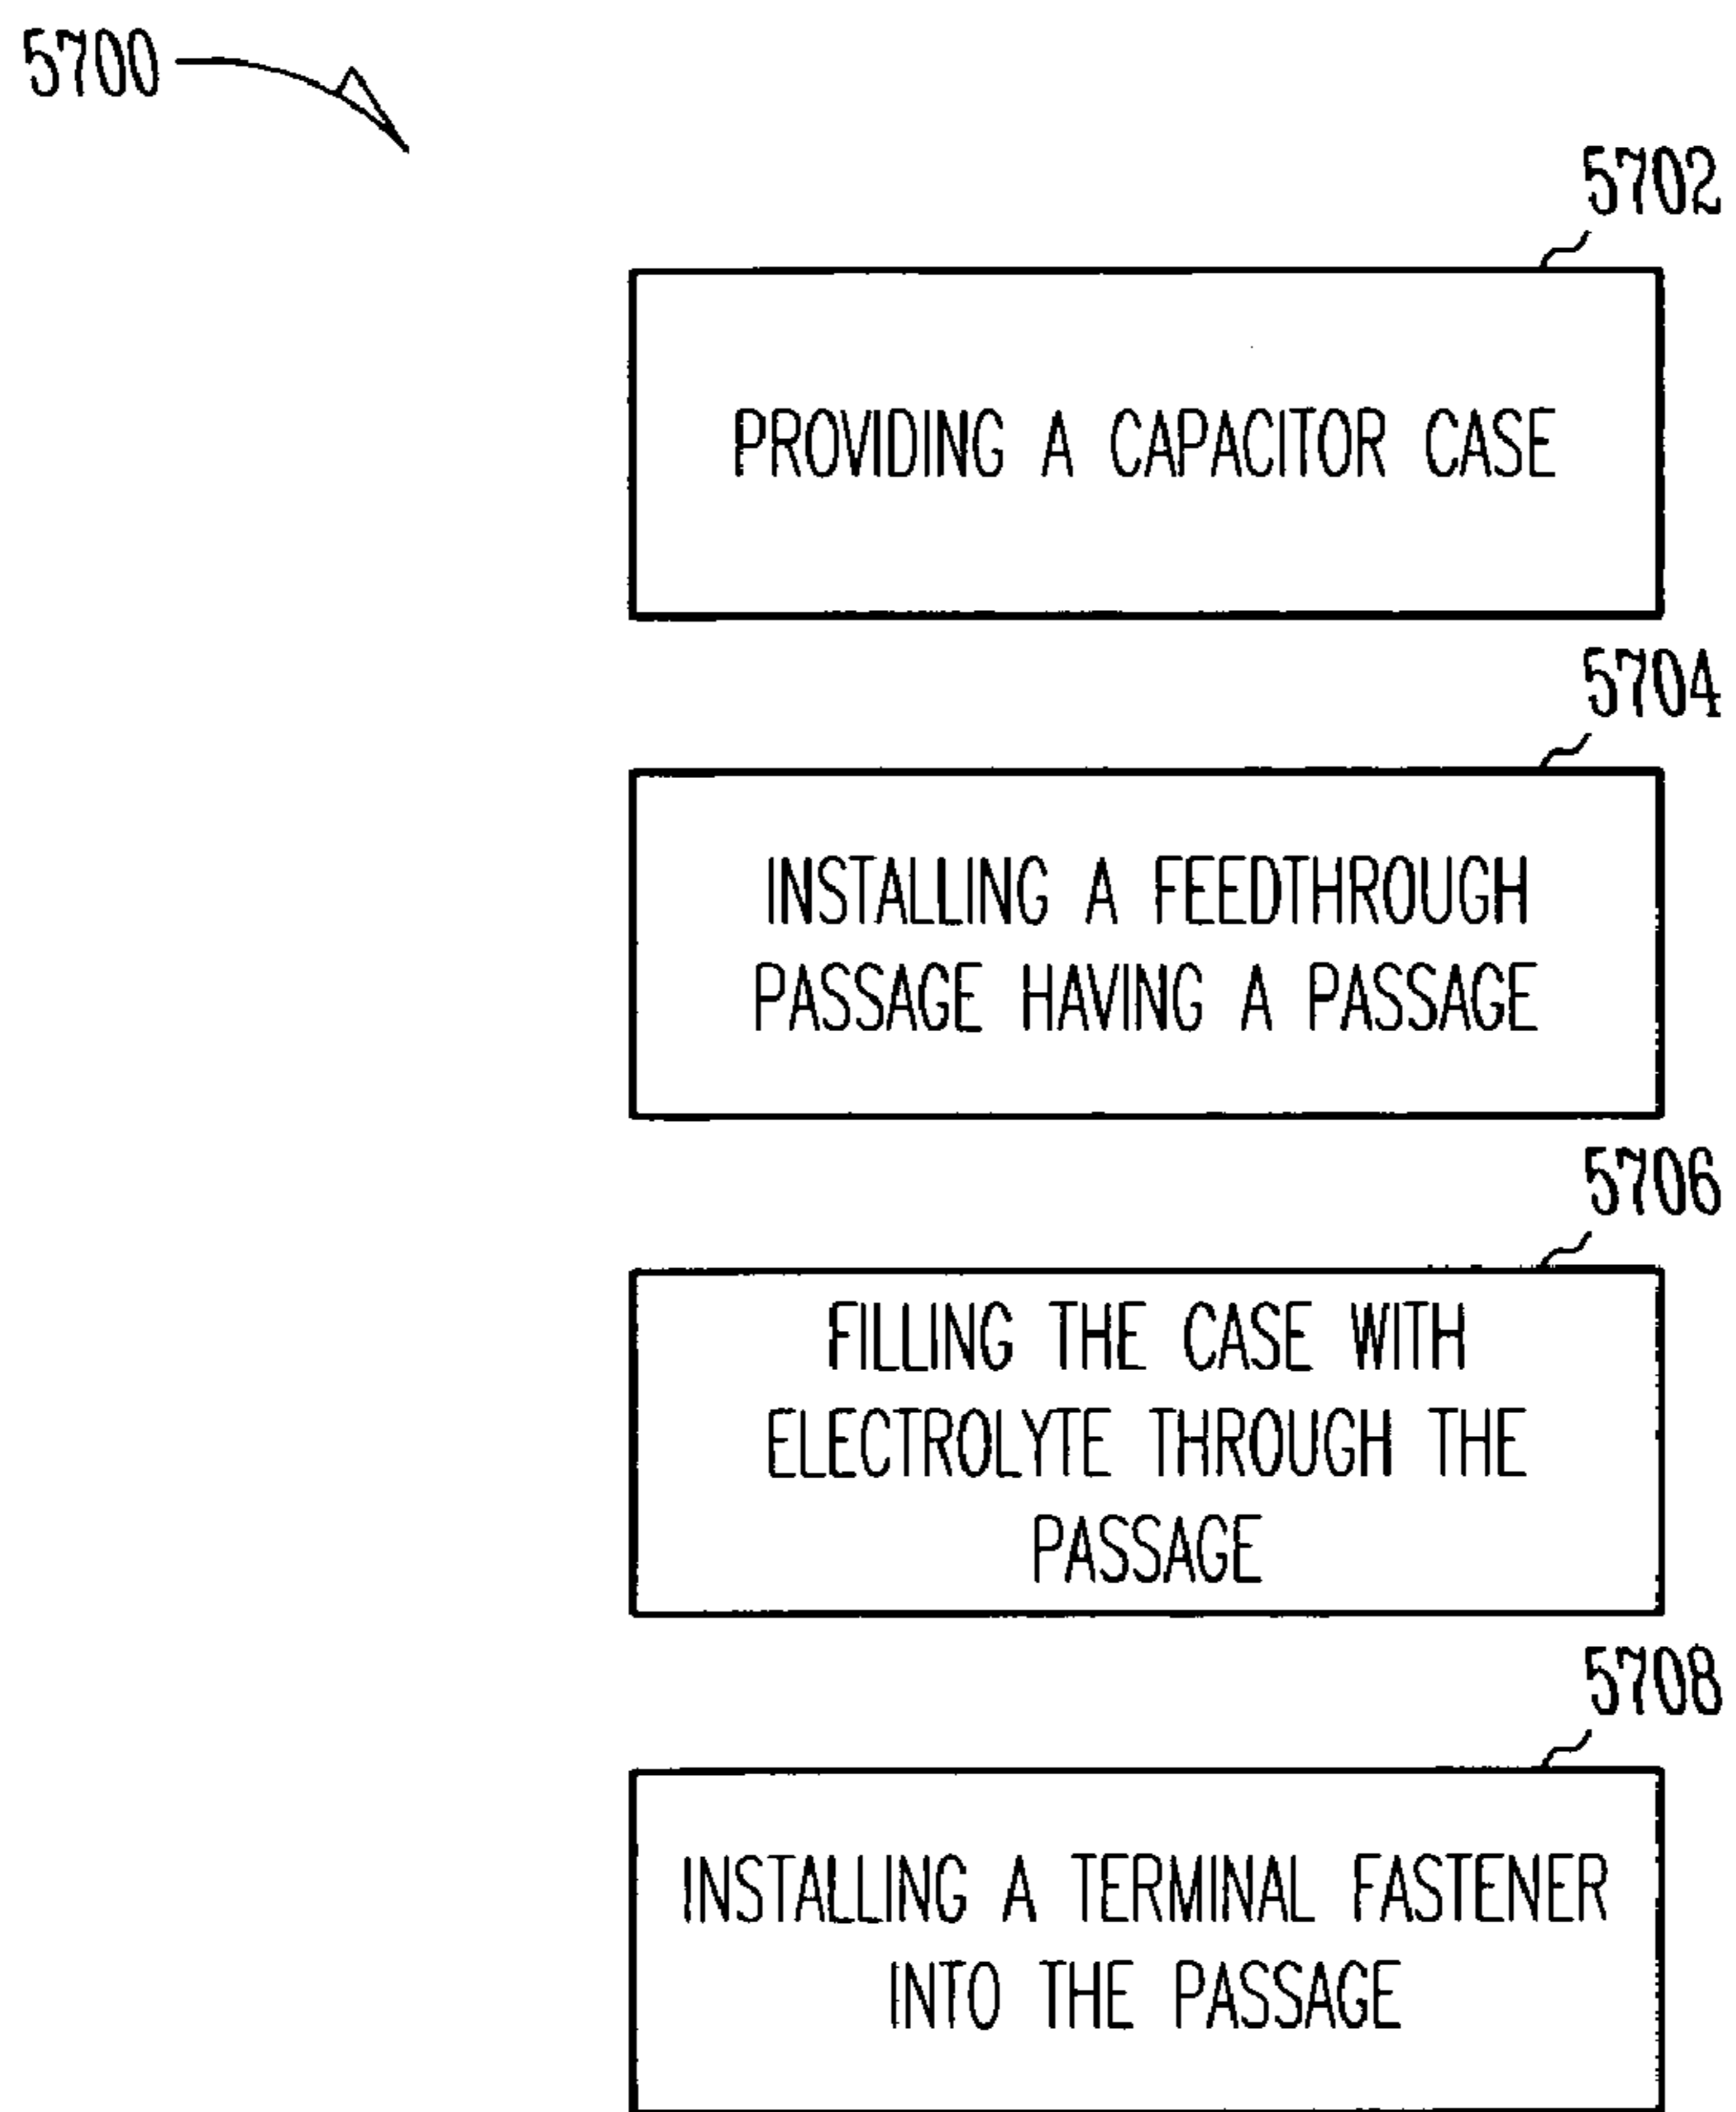 5700
5702
PROVIDING A CAPACITOR CASE
5704
INSTALLING A FEEDTHROUGH
PASSAGE HAVING A PASSAGE
5706
FILLING THE CASE WITH
ELECTROLYTE THROUGH THE
PASSAGE
5708
INSTALLING A TERMINAL FASTENER
INTO THE PASSAGE